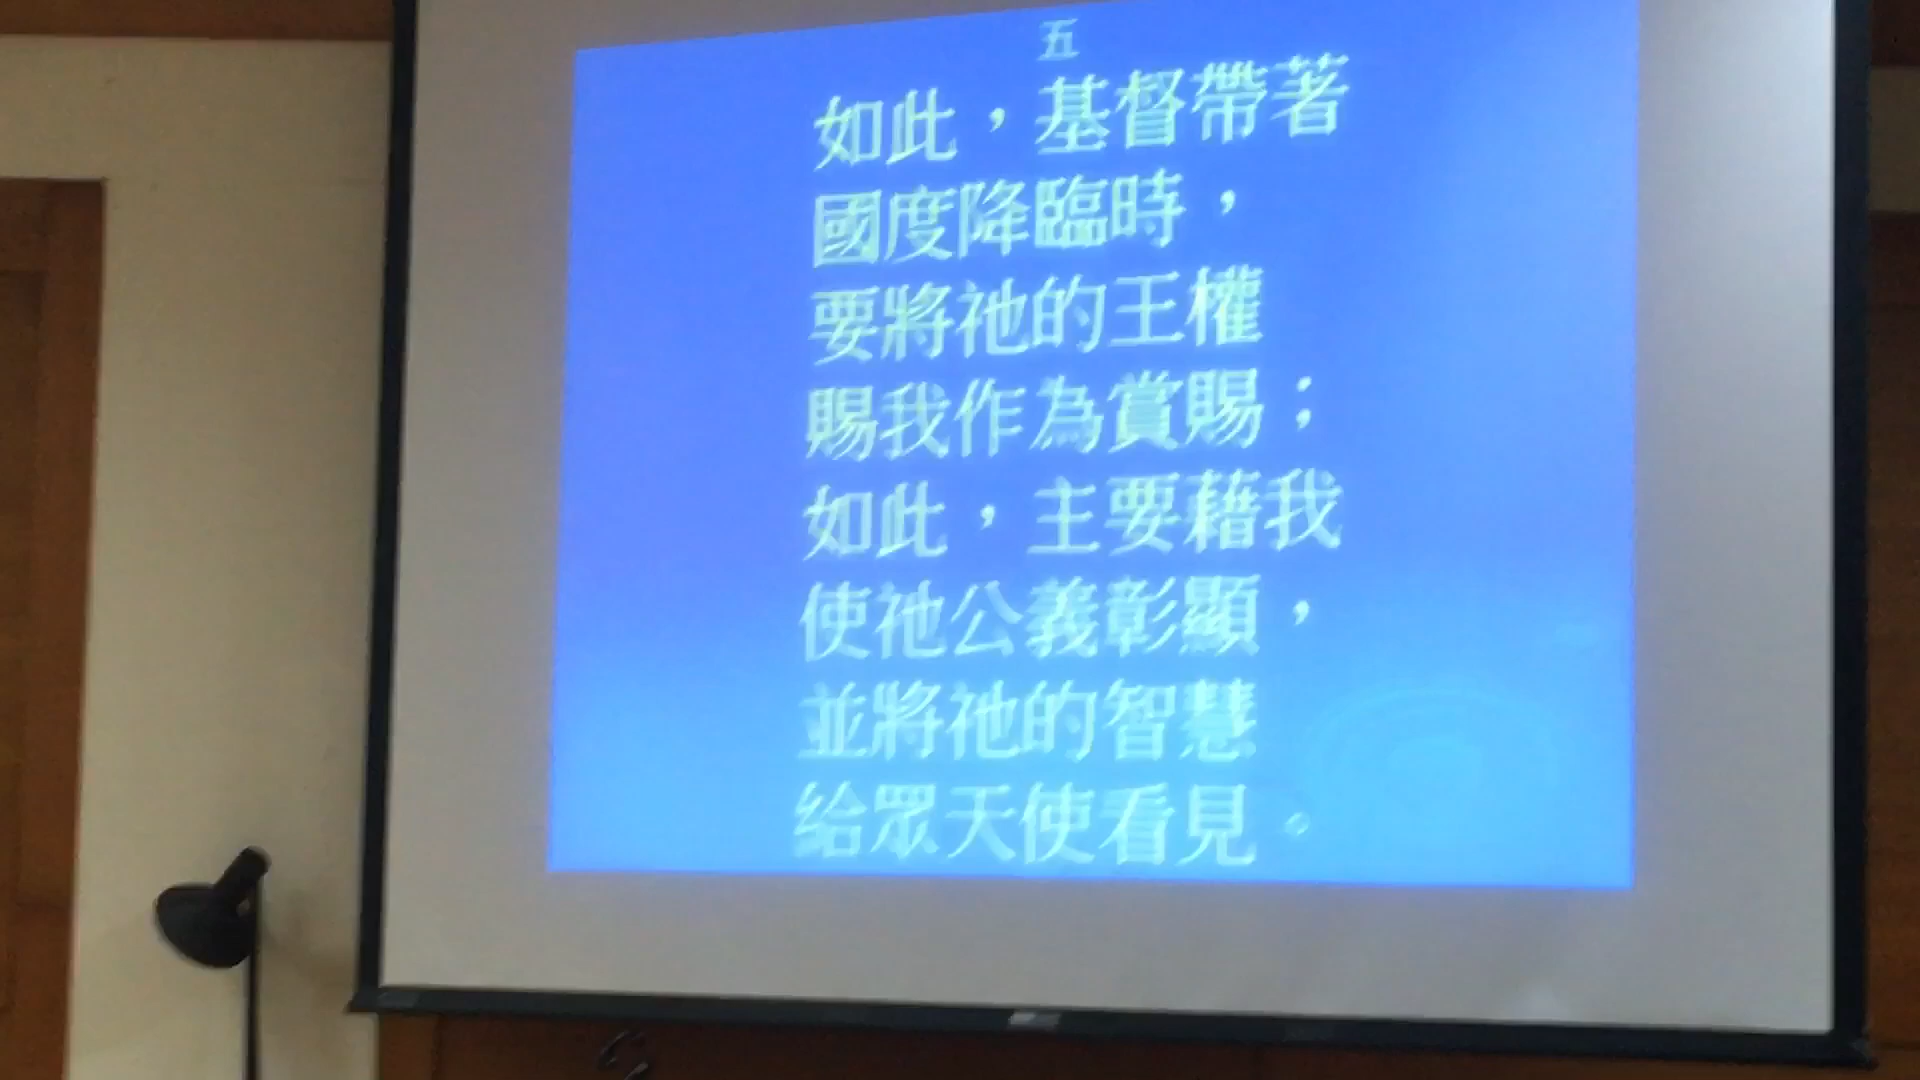 五
如此，基督帶著
國度降臨時，
要將祂的王權
賜我作為賞賜；
如此，主要藉我
使祂公義彰顯，
並將祂的智慧
給眾天使看見。